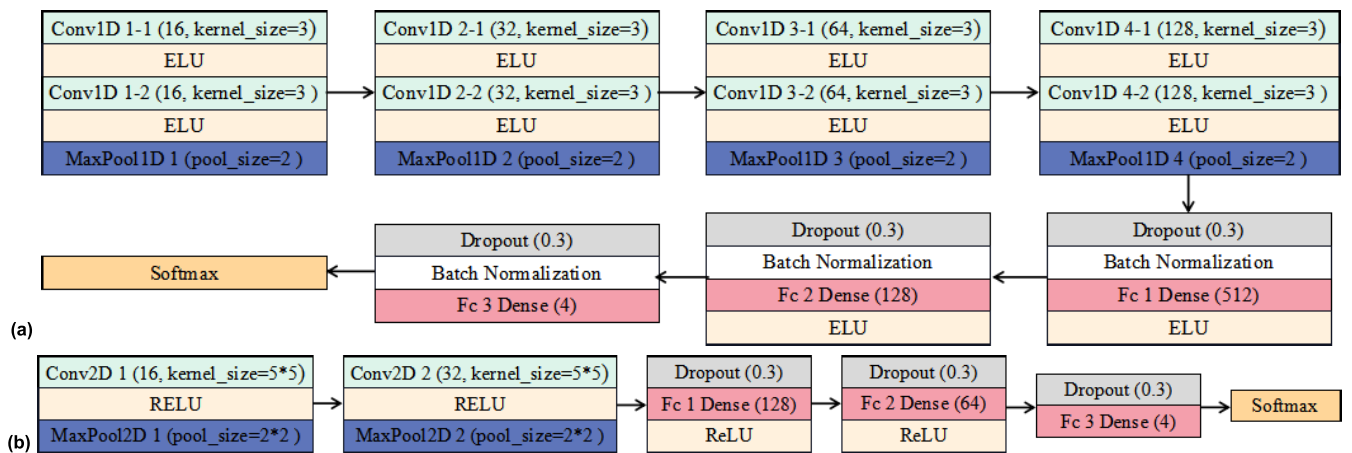 Conv1D 1-1 (16, kernel_size=3)
ELU
Conv1D 1-2 (16, kernel_size=3 )
ELU
MaxPool1D 1 (pool_size=2 )
Conv1D 2-1 (32, kernel_size=3)
ELU
Conv1D 2-2 (32, kernel_size=3 )
ELU
MaxPool1D 2 (pool_size=2 )
Conv1D 3-1 (64, kernel_size=3)
ELU
Conv1D 3-2 (64, kernel_size=3 )
ELU
MaxPool1D 3 (pool_size=2 )
Conv1D 4-1 (128, kernel_size=3)
ELU
Conv1D 4-2 (128, kernel_size=3 )
ELU
MaxPool1D 4 (pool_size=2 )
Dropout (0.3)
Batch Normalization
Fc 1 Dense (512)
ELU
Dropout (0.3)
Batch Normalization
Fc 2 Dense (128)
ELU
Dropout (0.3)
Batch Normalization
Fc 3 Dense (4)
Softmax
(a)
Conv2D 1 (16, kernel_size=5*5)
RELU
MaxPool2D 1 (pool_size=2*2 )
Conv2D 2 (32, kernel_size=5*5)
RELU
MaxPool2D 2 (pool_size=2*2 )
Dropout (0.3)
Fc 1 Dense (128)
ReLU
Dropout (0.3)
Fc 2 Dense (64)
ReLU
Dropout (0.3)
Fc 3 Dense (4)
Softmax
(b)